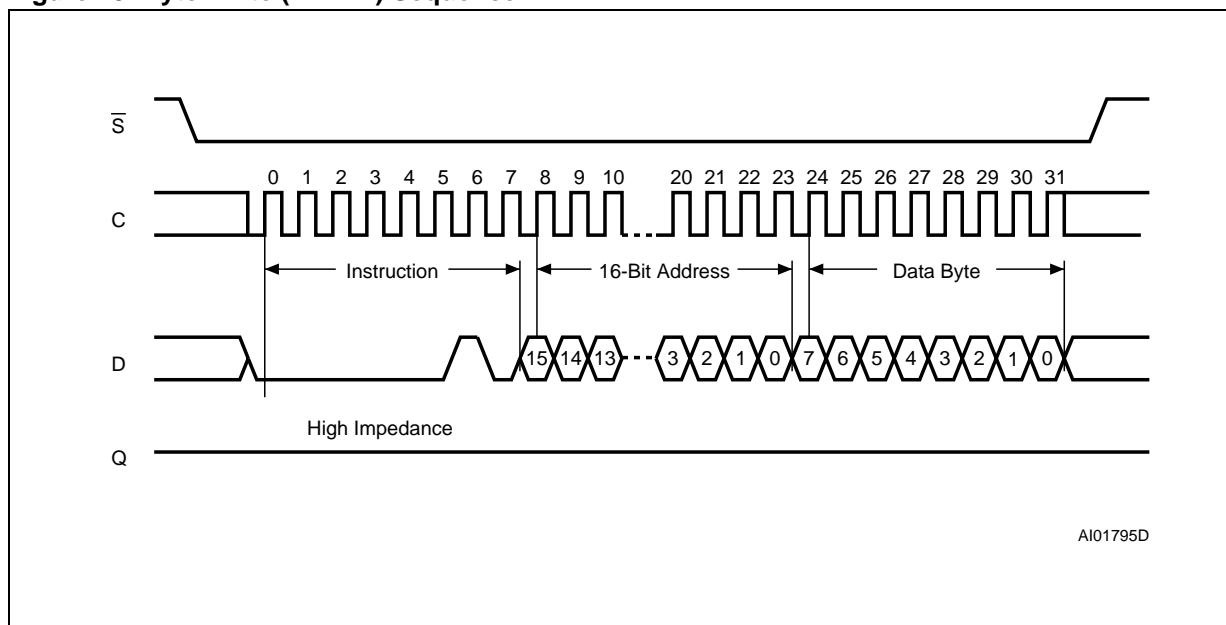 S
0 1 2 3 4 5 6 7 8 9 10 20 21 22 23 24 25 26 27 28 29 30 31
C
Instruction 16-Bit Address Data Byte
D
15 14 13 3 2 1 0 7 6 5 4 3 2 1 0
High Impedance
Q
AI01795D